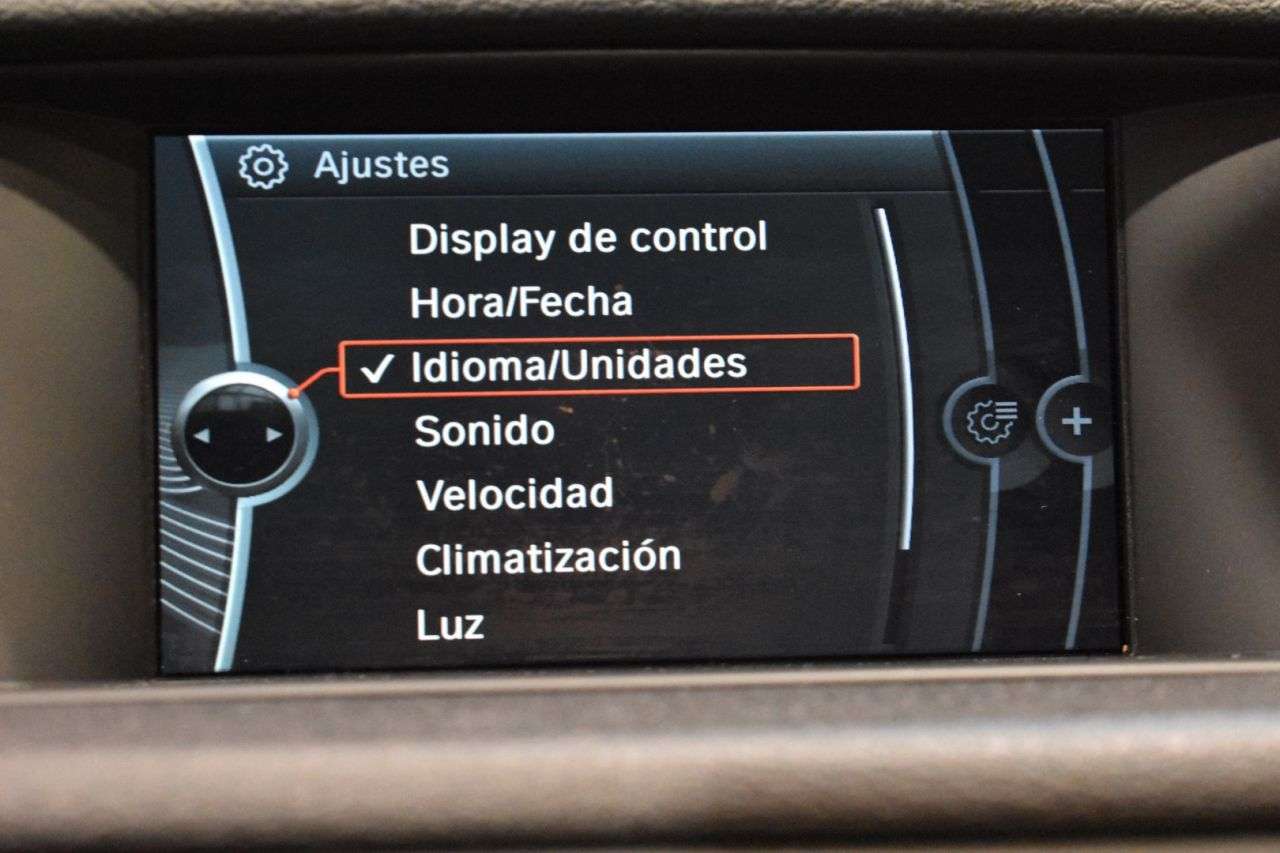 Ajustes
Display de control
Hora/Fecha
✓ Idioma/Unidades
Sonido
Velocidad
Climatización
Luz